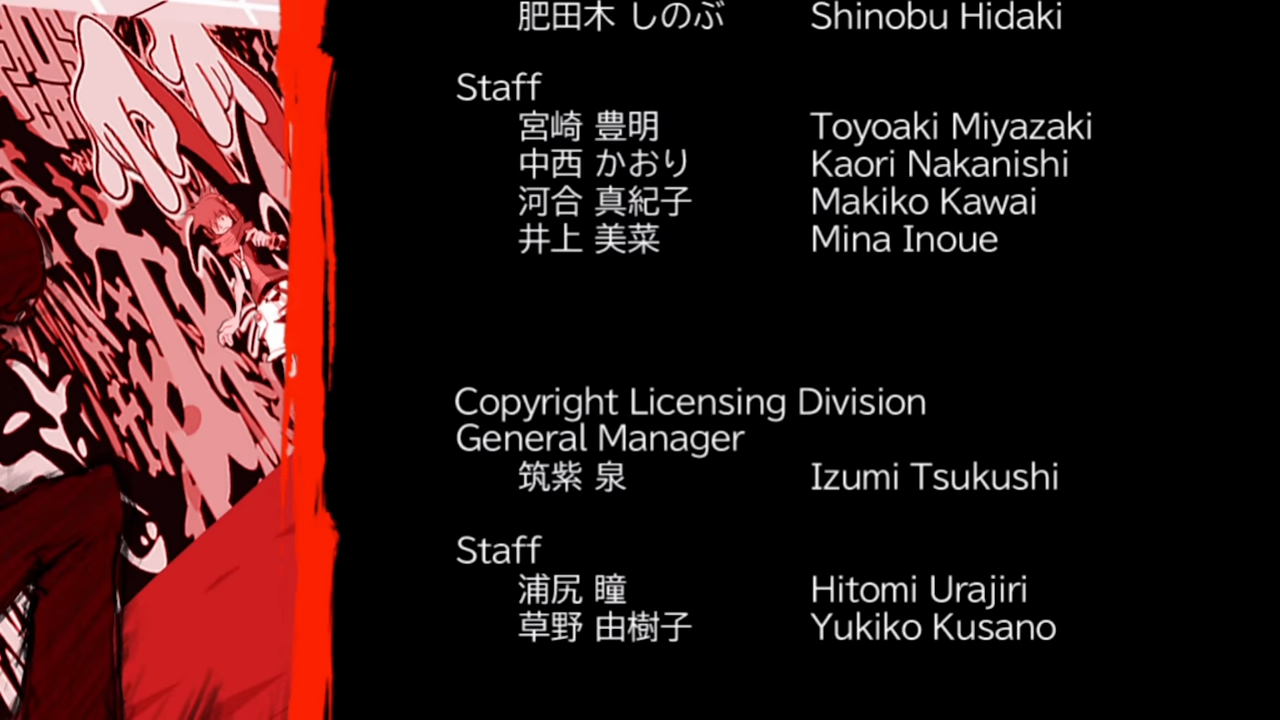 肥田木 しのぶ Shinobu Hidaki
Staff
宮崎 豊明 Toyoaki Miyazaki
中西 かおり Kaori Nakanishi
河合 真紀子 Makiko Kawai
井上 美菜 Mina Inoue
Copyright Licensing Division
General Manager
筑紫 泉 Izumi Tsukushi
Staff
浦尻 瞳 Hitomi Urajiri
草野 由樹子 Yukiko Kusano